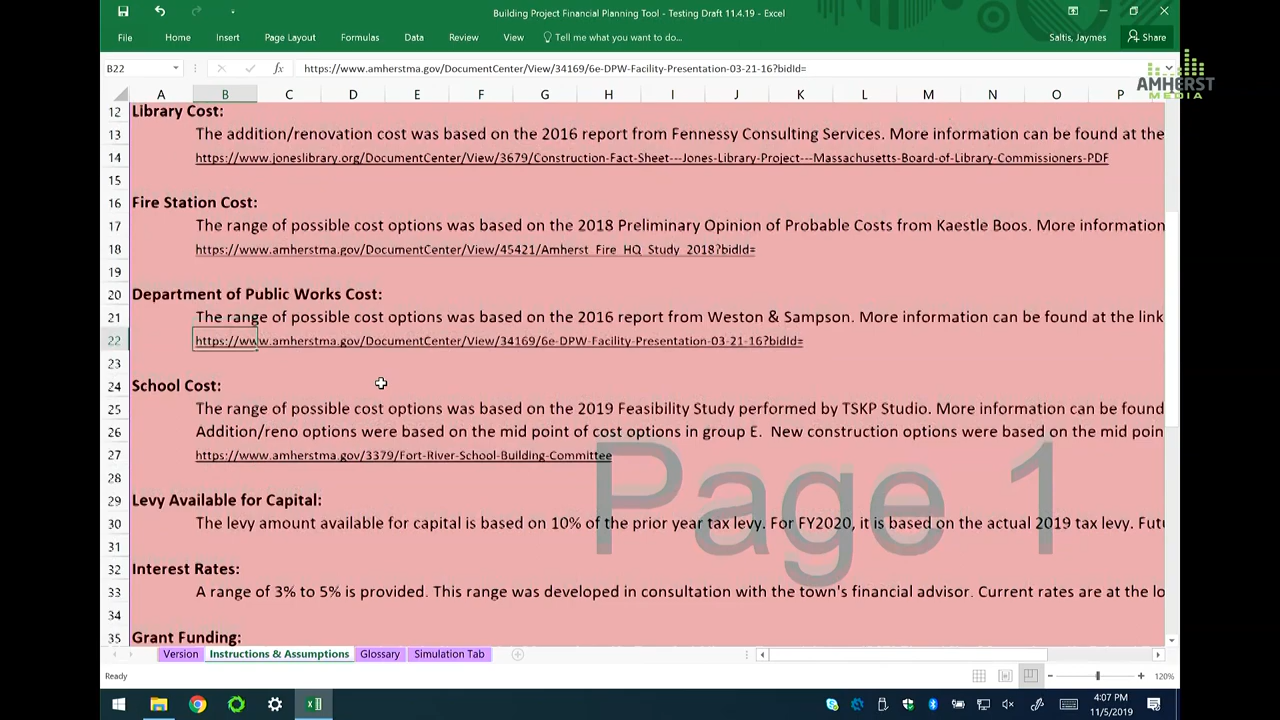 Building Project Financial Planning Tool - Testing Draft 11.4.19 - Excel
File Home Insert Page Layout Formulas Data Review View Tell me what you want to do... Saltis, Jaymes Share
B22 fx https://www.amherstma.gov/DocumentCenter/View/34169/6e-DPW-Facility-Presentation-03-21-16?bidId=
AMHERST
MEDIA
A B C D E F G H I J K L M N O P
12 Library Cost:
13 The addition/renovation cost was based on the 2016 report from Fennessy Consulting Services. More information can be found at the
14 https://www.joneslibrary.org/DocumentCenter/View/3679/Construction-Fact-Sheet---Jones-Library-Project---Massachusetts-Board-of-Library-Commissioners-PDF
15
16 Fire Station Cost:
17 The range of possible cost options was based on the 2018 Preliminary Opinion of Probable Costs from Kaestle Boos. More information
18 https://www.amherstma.gov/DocumentCenter/View/45421/Amherst_Fire_HQ_Study_2018?bidId=
19
20 Department of Public Works Cost:
21 The range of possible cost options was based on the 2016 report from Weston & Sampson. More information can be found at the link
22 https://www.amherstma.gov/DocumentCenter/View/34169/6e-DPW-Facility-Presentation-03-21-16?bidId=
23
24 School Cost:
25 The range of possible cost options was based on the 2019 Feasibility Study performed by TSKP Studio. More information can be found
26 Addition/reno options were based on the mid point of cost options in group E. New construction options were based on the mid poin
27 https://www.amherstma.gov/3379/Fort-River-School-Building-Committee
28
29 Levy Available for Capital:
30 The levy amount available for capital is based on 10% of the prior year tax levy. For FY2020, it is based on the actual 2019 tax levy. Futu
31
32 Interest Rates:
33 A range of 3% to 5% is provided. This range was developed in consultation with the town's financial advisor. Current rates are at the lo
34
35 Grant Funding:
Page 1
Version Instructions & Assumptions Glossary Simulation Tab
Ready 120%
4:07 PM
11/5/2019